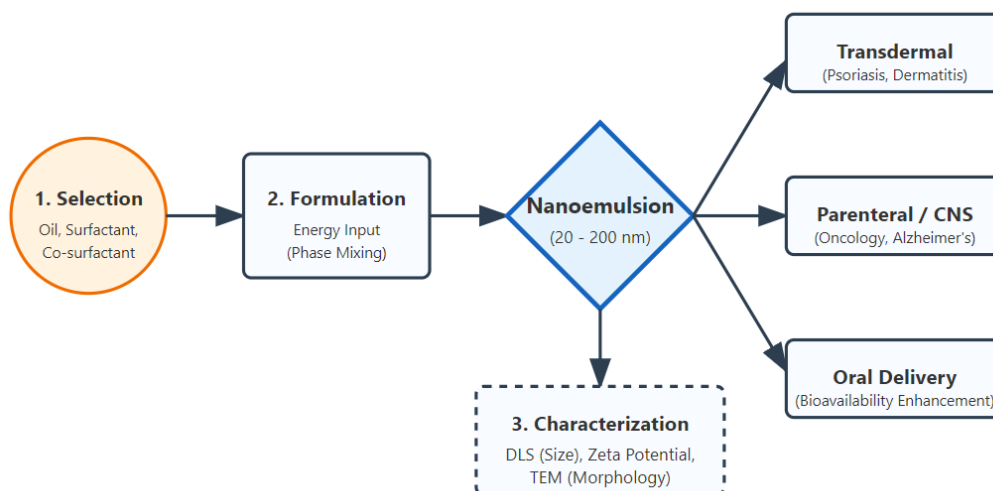 1. Selection
Oil, Surfactant,
Co-surfactant
2. Formulation
Energy Input
(Phase Mixing)
Nanoemulsion
(20 - 200 nm)
3. Characterization
DLS (Size), Zeta Potential,
TEM (Morphology)
Transdermal
(Psoriasis, Dermatitis)
Parenteral / CNS
(Oncology, Alzheimer's)
Oral Delivery
(Bioavailability Enhancement)